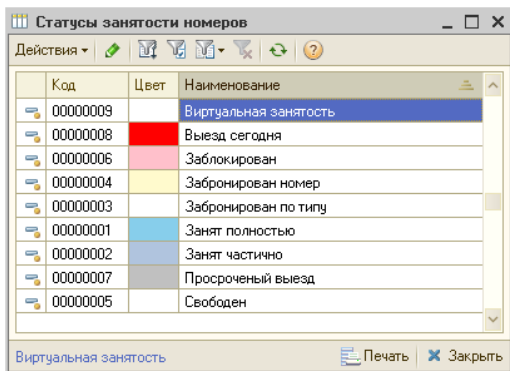 Статусы занятости номеров
Действия
Код Цвет Наименование
00000009 Виртуальная занятость
00000008 Выезд сегодня
00000006 Заблокирован
00000004 Забронирован номер
00000003 Забронирован по типу
00000001 Занят полностью
00000002 Занят частично
00000007 Просроченый выезд
00000005 Свободен
Виртуальная занятость Печать Закрыть